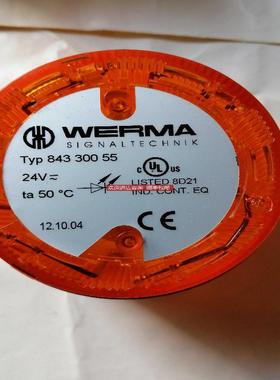 WERMA
SIGNALTECHNIK
Typ 843 300 55
24V
ta 50 °C
C UL US
LISTED 8D21
IND. CONT. EQ
12.10.04
CE